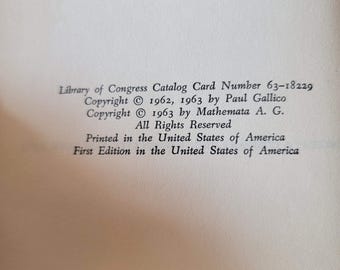 Library of Congress Catalog Card Number 63-18229
Copyright © 1962, 1963 by Paul Gallico
Copyright © 1963 by Mathemata A. G.
All Rights Reserved
Printed in the United States of America
First Edition in the United States of America